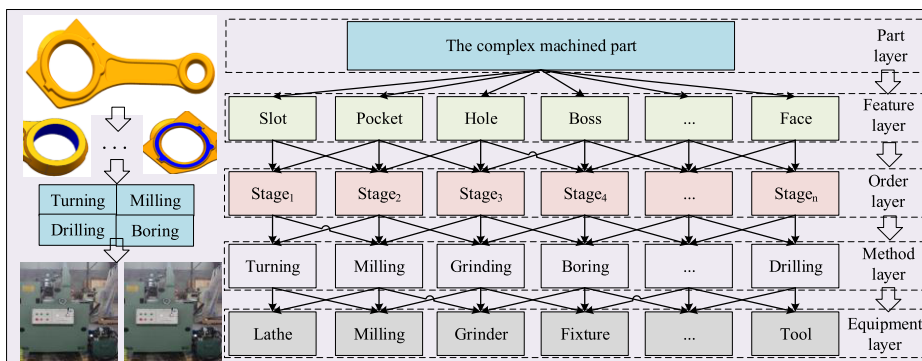 The complex machined part
Part
layer
Slot
Pocket
Hole
Boss
...
Face
Feature
layer
Stage1
Stage2
Stage3
Stage4
...
Stagen
Order
layer
Turning
Milling
Grinding
Boring
...
Drilling
Method
layer
Lathe
Milling
Grinder
Fixture
...
Tool
Equipment
layer
. . .
Turning
Milling
Drilling
Boring